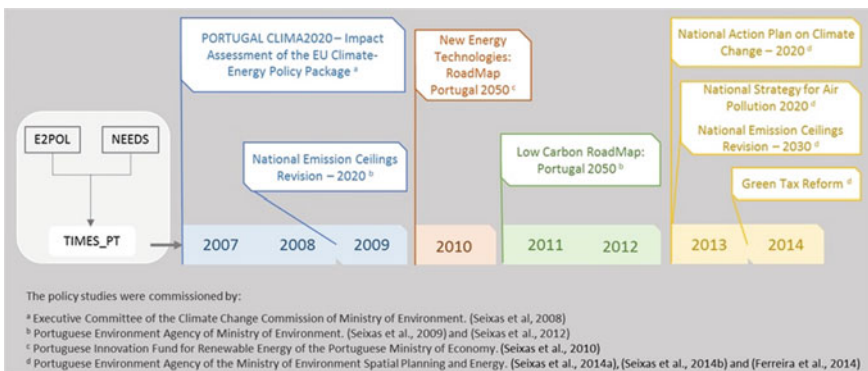 PORTUGAL CLIMA2020 – Impact
Assessment of the EU Climate-
Energy Policy Package ᵃ
New Energy
Technologies:
RoadMap
Portugal 2050 ᶜ
National Action Plan on Climate
Change – 2020 ᵈ
National Strategy for Air
Pollution 2020 ᵈ
National Emission Ceilings
Revision – 2030 ᵈ
E2POL
NEEDS
National Emission Ceilings
Revision – 2020 ᵇ
Low Carbon RoadMap:
Portugal 2050 ᵇ
Green Tax Reform ᵈ
TIMES_PT
2007
2008
2009
2010
2011
2012
2013
2014
The policy studies were commissioned by:
ᵃ Executive Committee of the Climate Change Commission of Ministry of Environment. (Seixas et al, 2008)
ᵇ Portuguese Environment Agency of Ministry of Environment. (Seixas et al., 2009) and (Seixas et al., 2012)
ᶜ Portuguese Innovation Fund for Renewable Energy of the Portuguese Ministry of Economy. (Seixas et al., 2010)
ᵈ Portuguese Environment Agency of the Ministry of Environment Spatial Planning and Energy. (Seixas et al., 2014a), (Seixas et al., 2014b) and (Ferreira et al., 2014)